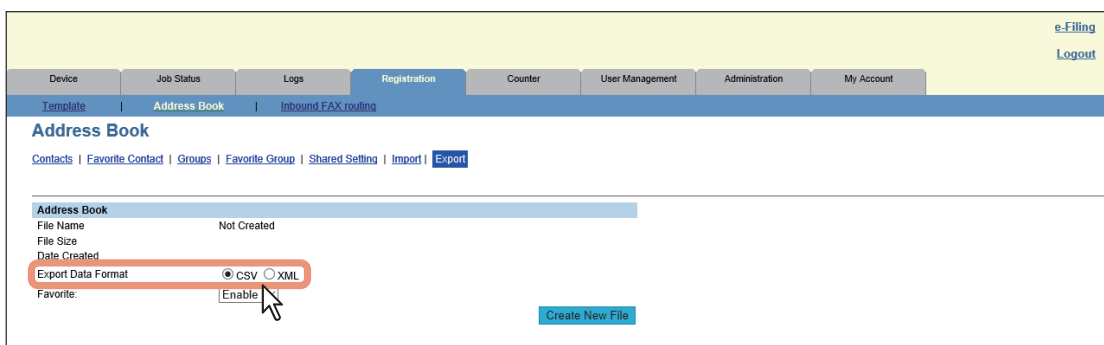 e-Filing
Logout
Device Job Status Logs Registration Counter User Management Administration My Account
Template | Address Book | Inbound FAX routing
Address Book
Contacts | Favorite Contact | Groups | Favorite Group | Shared Setting | Import | Export
Address Book
File Name Not Created
File Size
Date Created
Export Data Format CSV XML
Favorite: Enable
Create New File